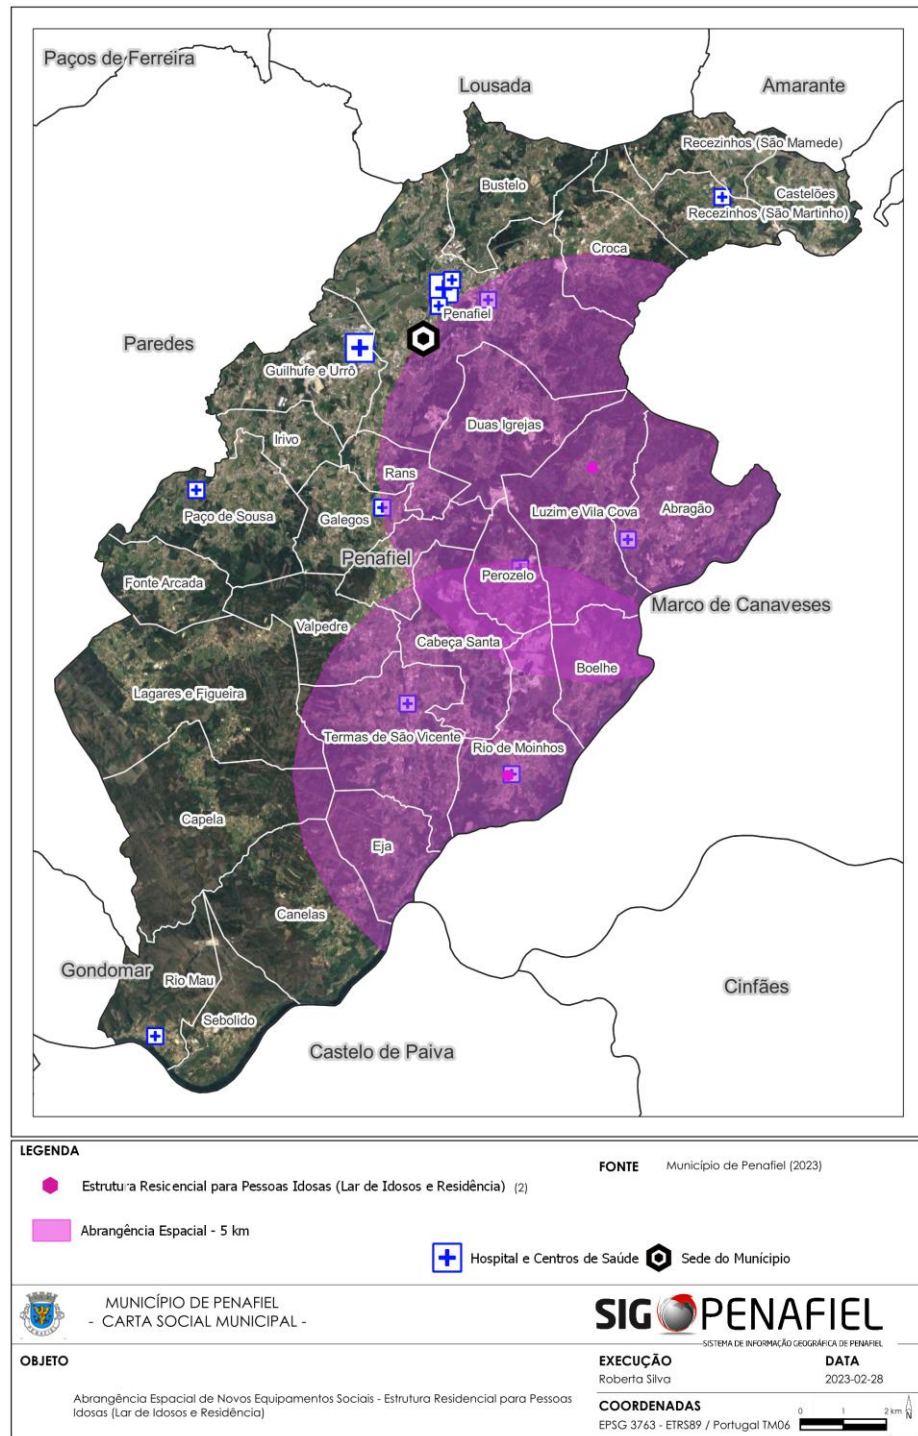 Paços de Ferreira
Lousada
Amarante
Recezinhos (São Mamede)
Bustelo
Castelões
Recezinhos (São Martinho)
Croca
Penafiel
Paredes
Guilhufe e Urrô
Duas Igrejas
Irivo
Rans
Paço de Sousa
Galegos
Luzim e Vila Cova
Abragão
Penafiel
Fonte Arcada
Perozelo
Marco de Canaveses
Valpedre
Cabeça Santa
Boelhe
Lagares e Figueira
Termas de São Vicente
Rio de Moinhos
Capela
Eja
Canelas
Gondomar
Rio Mau
Cinfães
Sebolido
Castelo de Paiva
LEGENDA
FONTE Município de Penafiel (2023)
Estrutura Resicencial para Pessoas Idosas (Lar de Idosos e Residência) (2)
Abrangência Espacial - 5 km
Hospital e Centros de Saúde
Sede do Munícipio
PENAFIEL
MUNICÍPIO DE PENAFIEL
- CARTA SOCIAL MUNICIPAL -
SIG PENAFIEL
SISTEMA DE INFORMAÇÃO GEOGRÁFICA DE PENAFIEL
OBJETO
Abrangência Espacial de Novos Equipamentos Sociais - Estrutura Residencial para Pessoas
Idosas (Lar de Idosos e Residência)
EXECUÇÃO DATA
Roberta Silva 2023-02-28
COORDENADAS
EPSG 3763 - ETRS89 / Portugal TM06
0 1 2 km
N